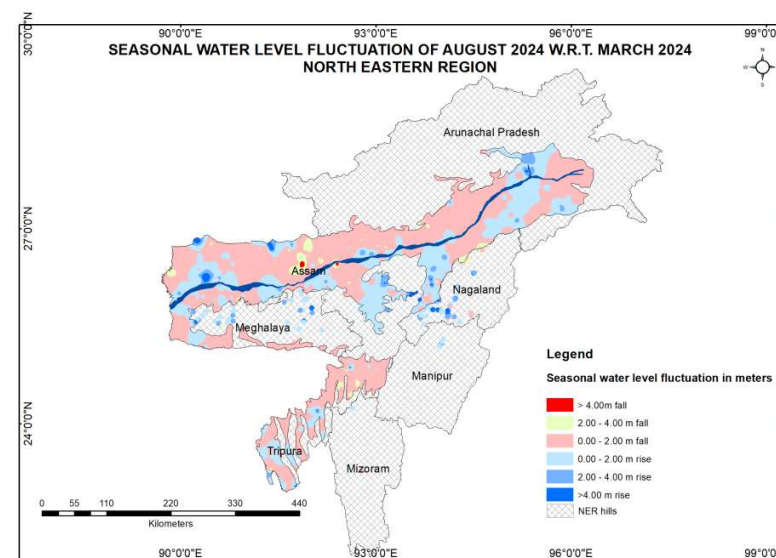 90°0'0"E 93°0'0"E 96°0'0"E 99°0
30°0'0"N
SEASONAL WATER LEVEL FLUCTUATION OF AUGUST 2024 W.R.T. MARCH 2024
NORTH EASTERN REGION
N
W E
S
Arunachal Pradesh
27°0'0"N
Assam
Nagaland
Meghalaya
Manipur
24°0'0"N
Tripura
Mizoram
Legend
Seasonal water level fluctuation in meters
> 4.00m fall
2.00 - 4.00 m fall
0.00 - 2.00 m fall
0.00 - 2.00 m rise
2.00 - 4.00 m rise
>4.00 m rise
NER hills
0 55 110 220 330 440
Kilometers
90°0'0"E 93°0'0"E 96°0'0"E 99°0